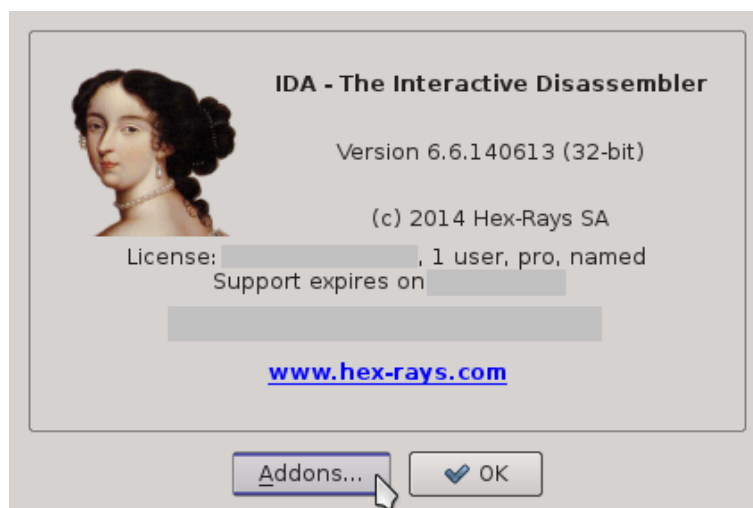 IDA - The Interactive Disassembler
Version 6.6.140613 (32-bit)
(c) 2014 Hex-Rays SA
License: , 1 user, pro, named
Support expires on
www.hex-rays.com
Addons... OK